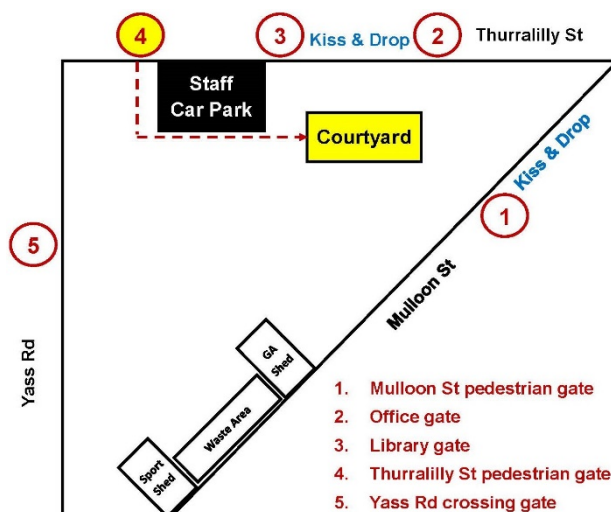 4
3
Kiss & Drop
2
Thurralilly St
Staff
Car Park
Courtyard
Kiss & Drop
1
5
Mulloon St
Yass Rd
GA
Shed
Waste Area
Sport
Shed
1. Mulloon St pedestrian gate
2. Office gate
3. Library gate
4. Thurralilly St pedestrian gate
5. Yass Rd crossing gate